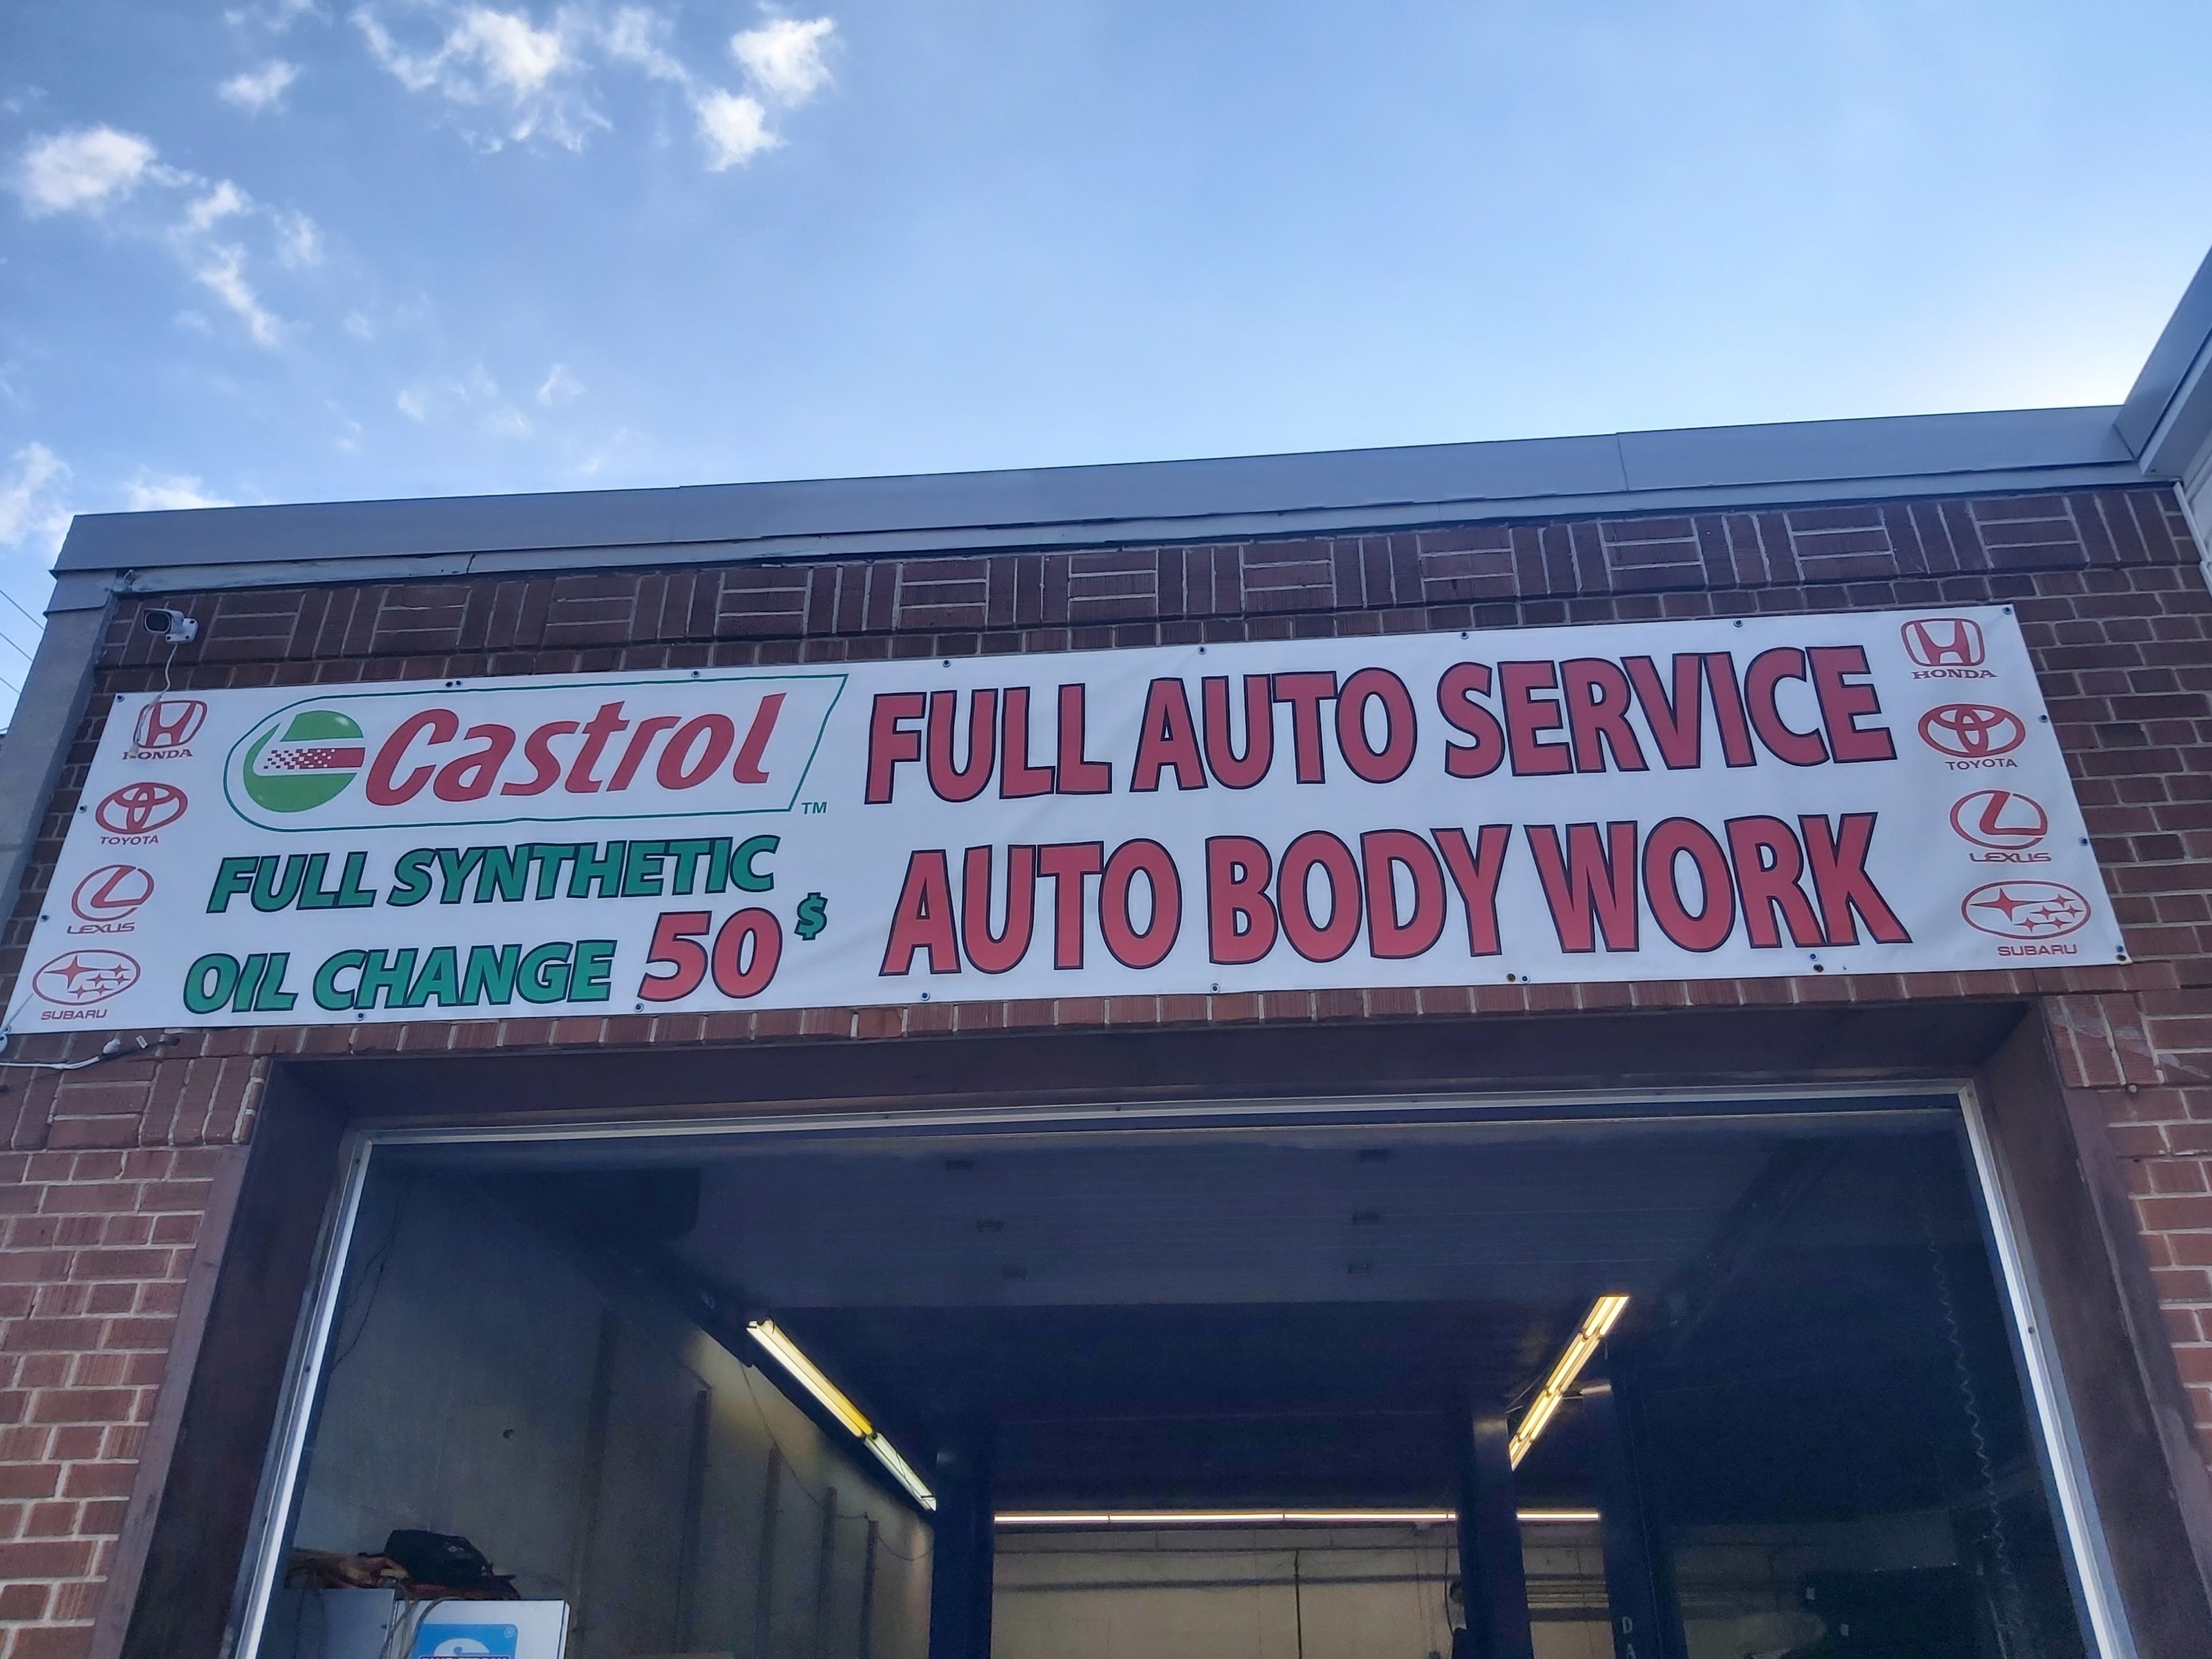 HONDA
TOYOTA
LEXUS
SUBARU
Castrol TM
FULL SYNTHETIC
OIL CHANGE 50$
FULL AUTO SERVICE
AUTO BODY WORK
HONDA
TOYOTA
LEXUS
SUBARU